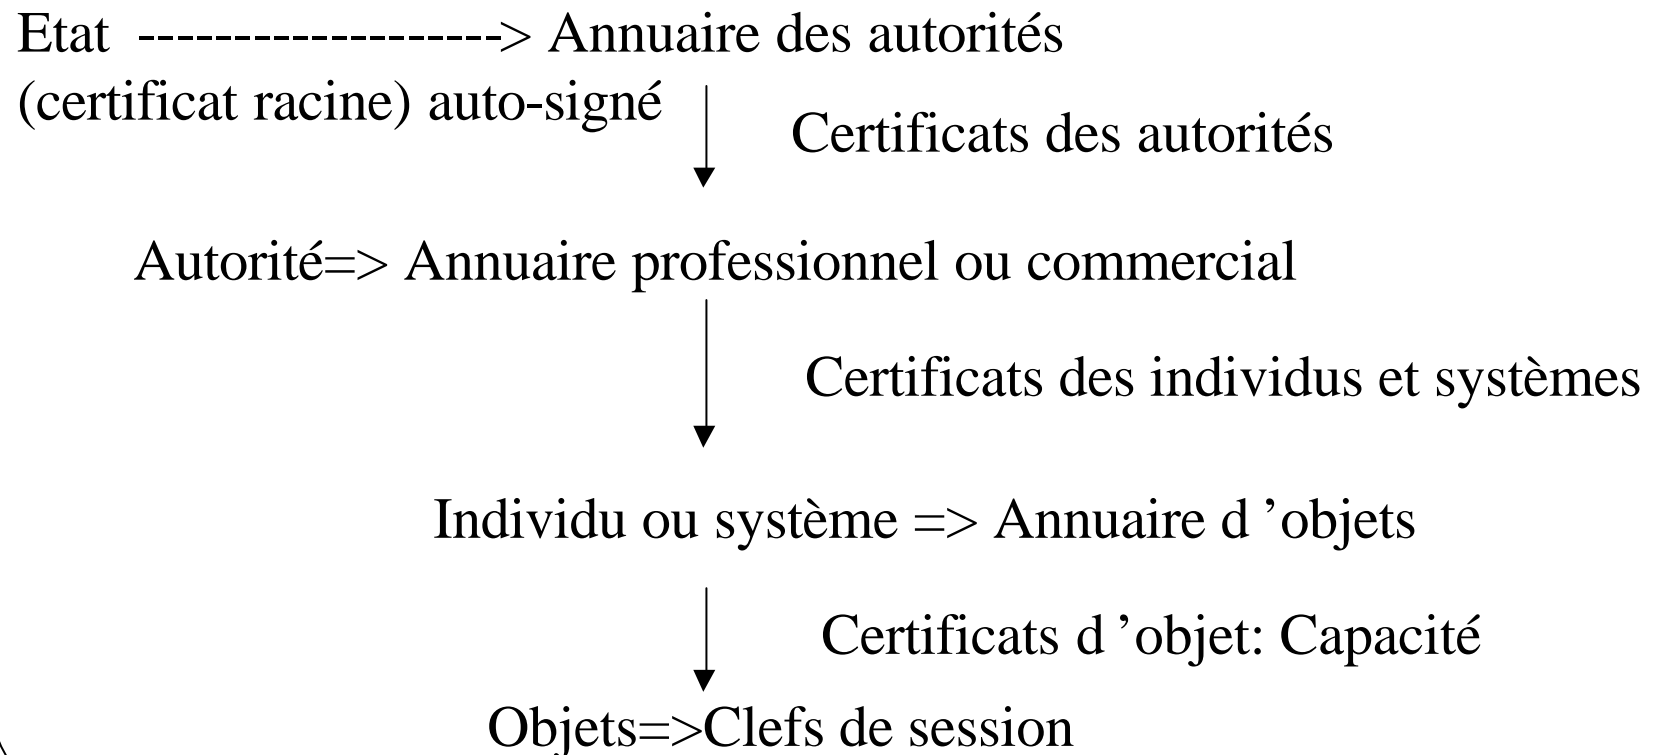 Etat -------------------> Annuaire des autorités
(certificat racine) auto-signé
Certificats des autorités
Autorité=> Annuaire professionnel ou commercial
Certificats des individus et systèmes
Individu ou système => Annuaire d ’objets
Certificats d ’objet: Capacité
Objets=>Clefs de session